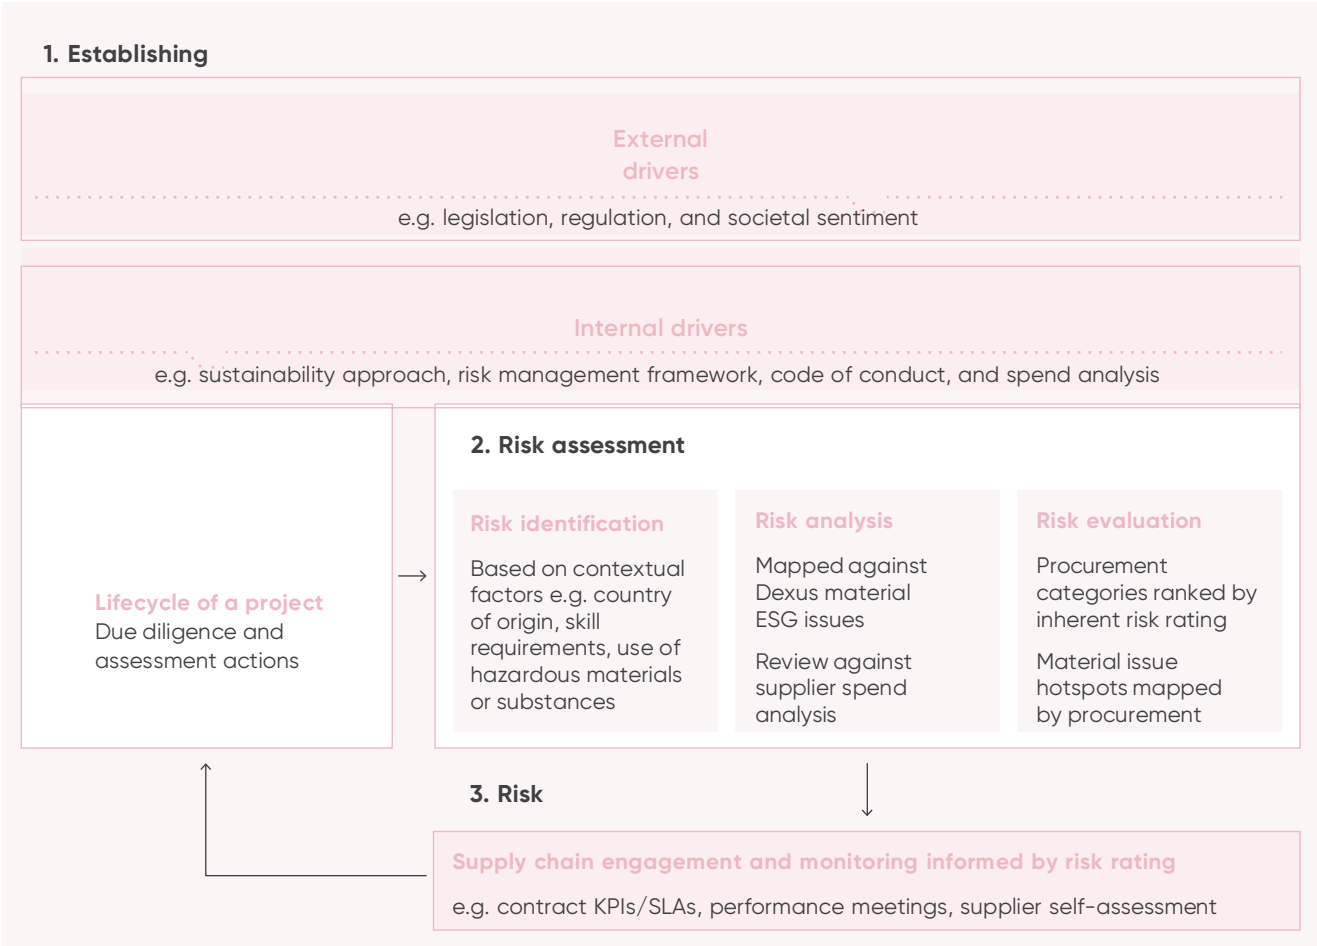 1. Establishing
External
drivers
e.g. legislation, regulation, and societal sentiment
Internal drivers
e.g. sustainability approach, risk management framework, code of conduct, and spend analysis
Lifecycle of a project
Due diligence and
assessment actions
2. Risk assessment
Risk identification
Based on contextual
factors e.g. country
of origin, skill
requirements, use of
hazardous materials
or substances
Risk analysis
Mapped against
Dexus material
ESG issues
Review against
supplier spend
analysis
Risk evaluation
Procurement
categories ranked by
inherent risk rating
Material issue
hotspots mapped
by procurement
3. Risk
Supply chain engagement and monitoring informed by risk rating
e.g. contract KPIs/SLAs, performance meetings, supplier self-assessment